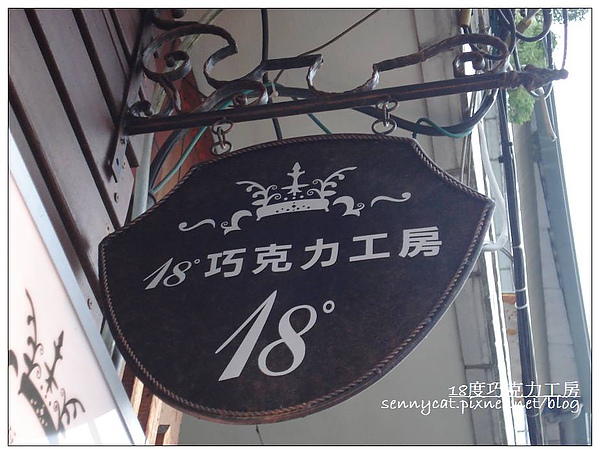 18°巧克力工房
18°
18度巧克力工房
sennycat.pixnet.net/blog